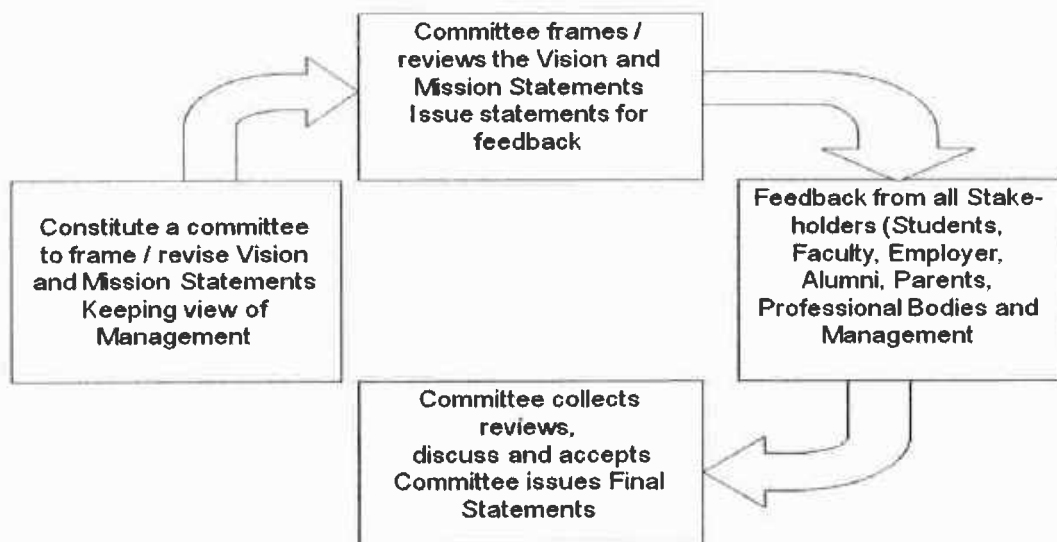 Committee frames /
reviews the Vision and
Mission Statements
Issue statements for
feedback
Constitute a committee
to frame / revise Vision
and Mission Statements
Keeping view of
Management
Feedback from all Stake-
holders (Students,
Faculty, Employer,
Alumni, Parents,
Professional Bodies and
Management
Committee collects
reviews,
discuss and accepts
Committee issues Final
Statements